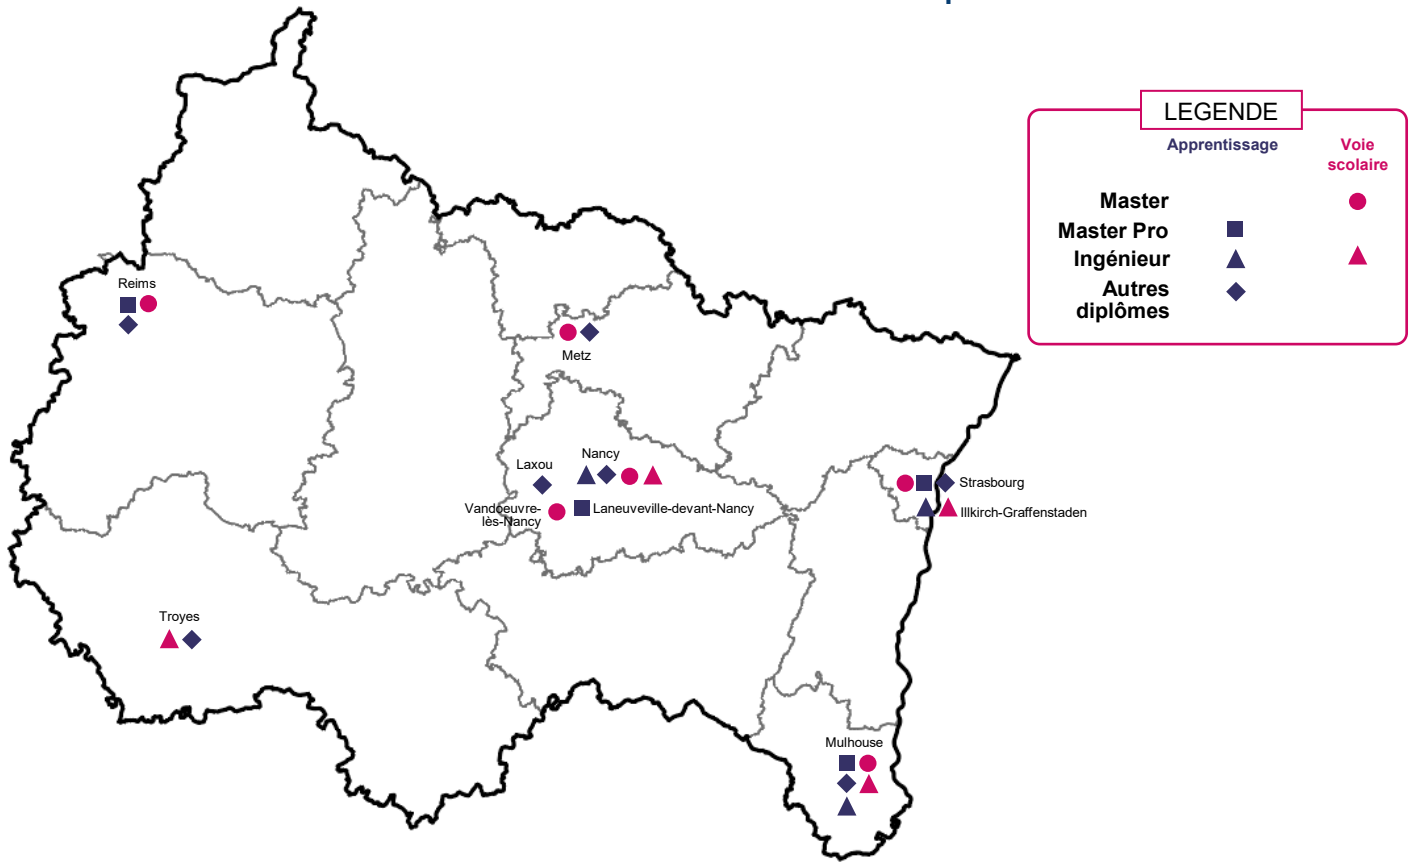 LEGENDE
Apprentissage
Voie
scolaire
Master
Master Pro
Ingénieur
Autres
diplômes
Reims
Metz
Nancy
Laxou
Vandoeuvre-
lès-Nancy
Laneuveville-devant-Nancy
Strasbourg
Illkirch-Graffenstaden
Troyes
Mulhouse